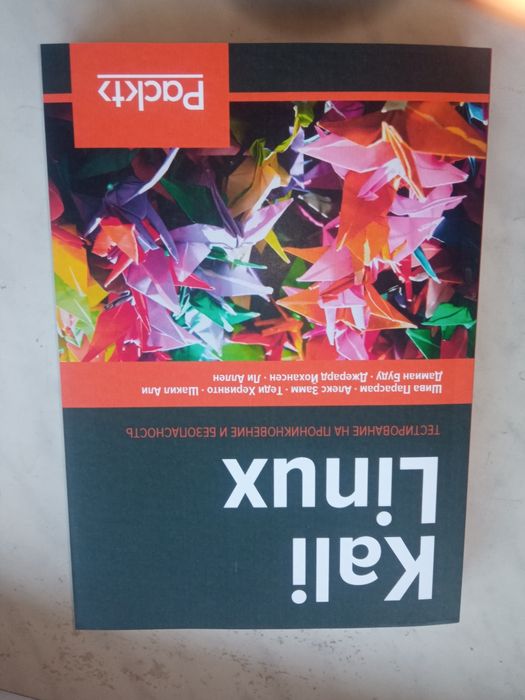 Kali
Linux
ТЕСТИРОВАНИЕ НА ПРОНИКНОВЕНИЕ И БЕЗОПАСНОСТЬ
Шива Парасрам · Алекс Замм · Теди Хериянто · Шакил Али
Дамиан Буду · Джерард Йохансен · Ли Аллен
Packt>